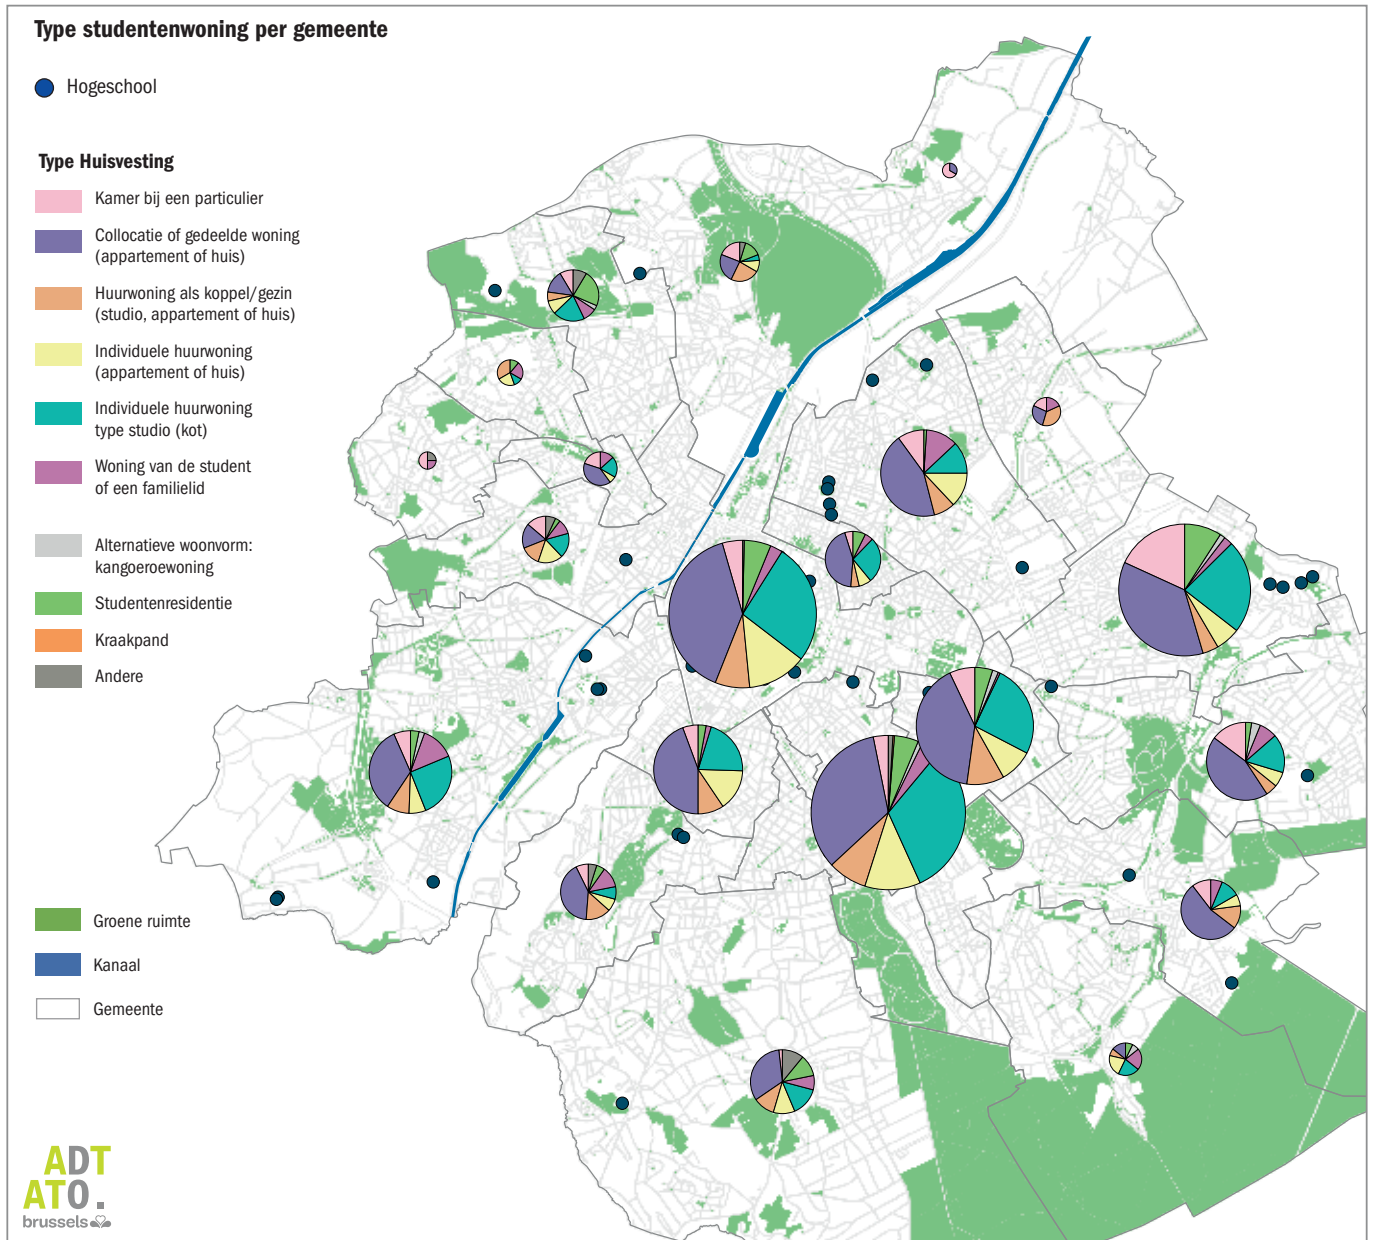 Type studentenwoning per gemeente
Hogeschool
Type Huisvesting
Kamer bij een particulier
Collocatie of gedeelde woning
(appartement of huis)
Huurwoning als koppel/gezin
(studio, appartement of huis)
Individuele huurwoning
(appartement of huis)
Individuele huurwoning
type studio (kot)
Woning van de student
of een familielid
Alternatieve woonvorm:
kangoeroewoning
Studentenresidentie
Kraakpand
Andere
Groene ruimte
Kanaal
Gemeente
ADT
ATO.
brussels